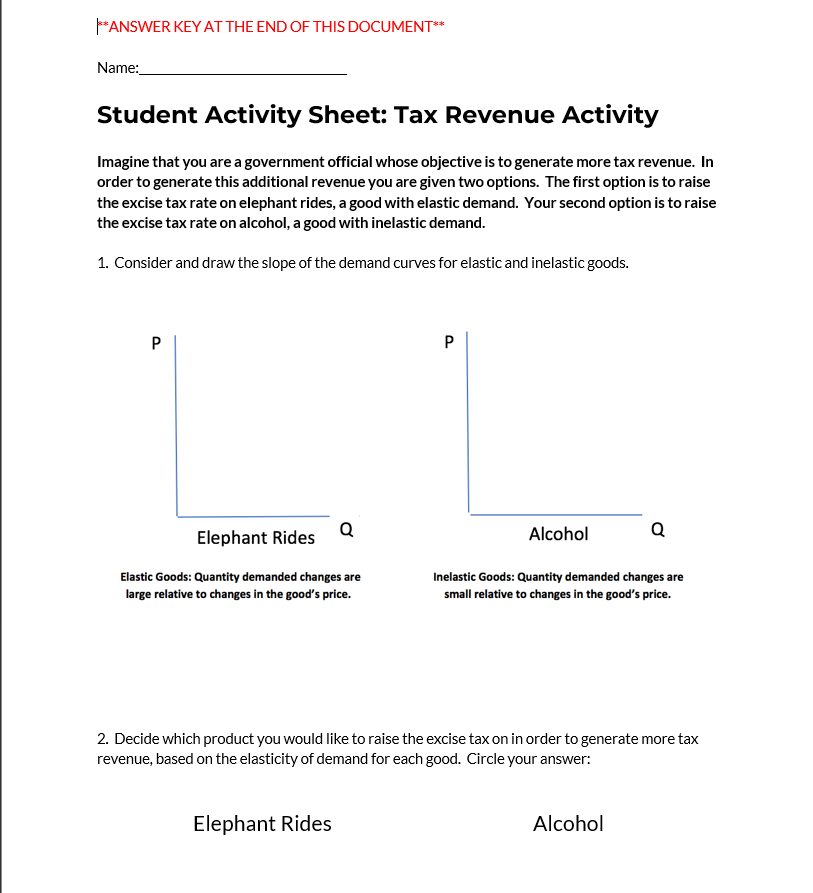 **ANSWER KEY AT THE END OF THIS DOCUMENT**
Name:__________________________
Student Activity Sheet: Tax Revenue Activity
Imagine that you are a government official whose objective is to generate more tax revenue.  In
order to generate this additional revenue you are given two options.  The first option is to raise
the excise tax rate on elephant rides, a good with elastic demand.  Your second option is to raise
the excise tax rate on alcohol, a good with inelastic demand.
1.  Consider and draw the slope of the demand curves for elastic and inelastic goods.
P
Elephant Rides
Q
Elastic Goods: Quantity demanded changes are
large relative to changes in the good's price.
P
Alcohol
Q
Inelastic Goods: Quantity demanded changes are
small relative to changes in the good's price.
2.  Decide which product you would like to raise the excise tax on in order to generate more tax
revenue, based on the elasticity of demand for each good.  Circle your answer:
Elephant Rides
Alcohol